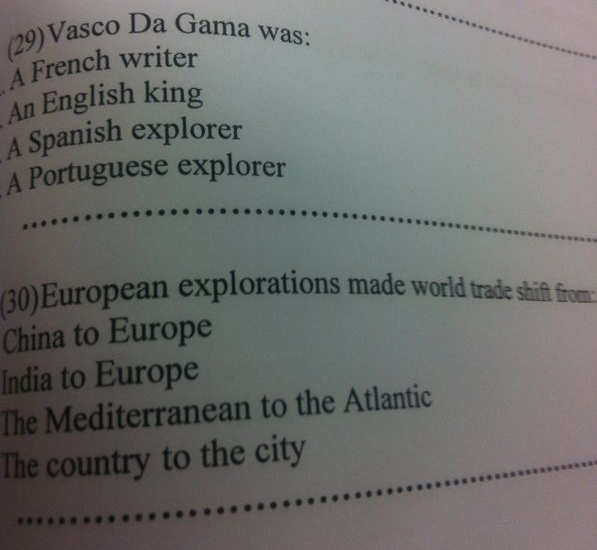 (29)Vasco Da Gama was:
A French writer
An English king
A Spanish explorer
A Portuguese explorer
(30)European explorations made world trade shift from:
China to Europe
India to Europe
The Mediterranean to the Atlantic
The country to the city